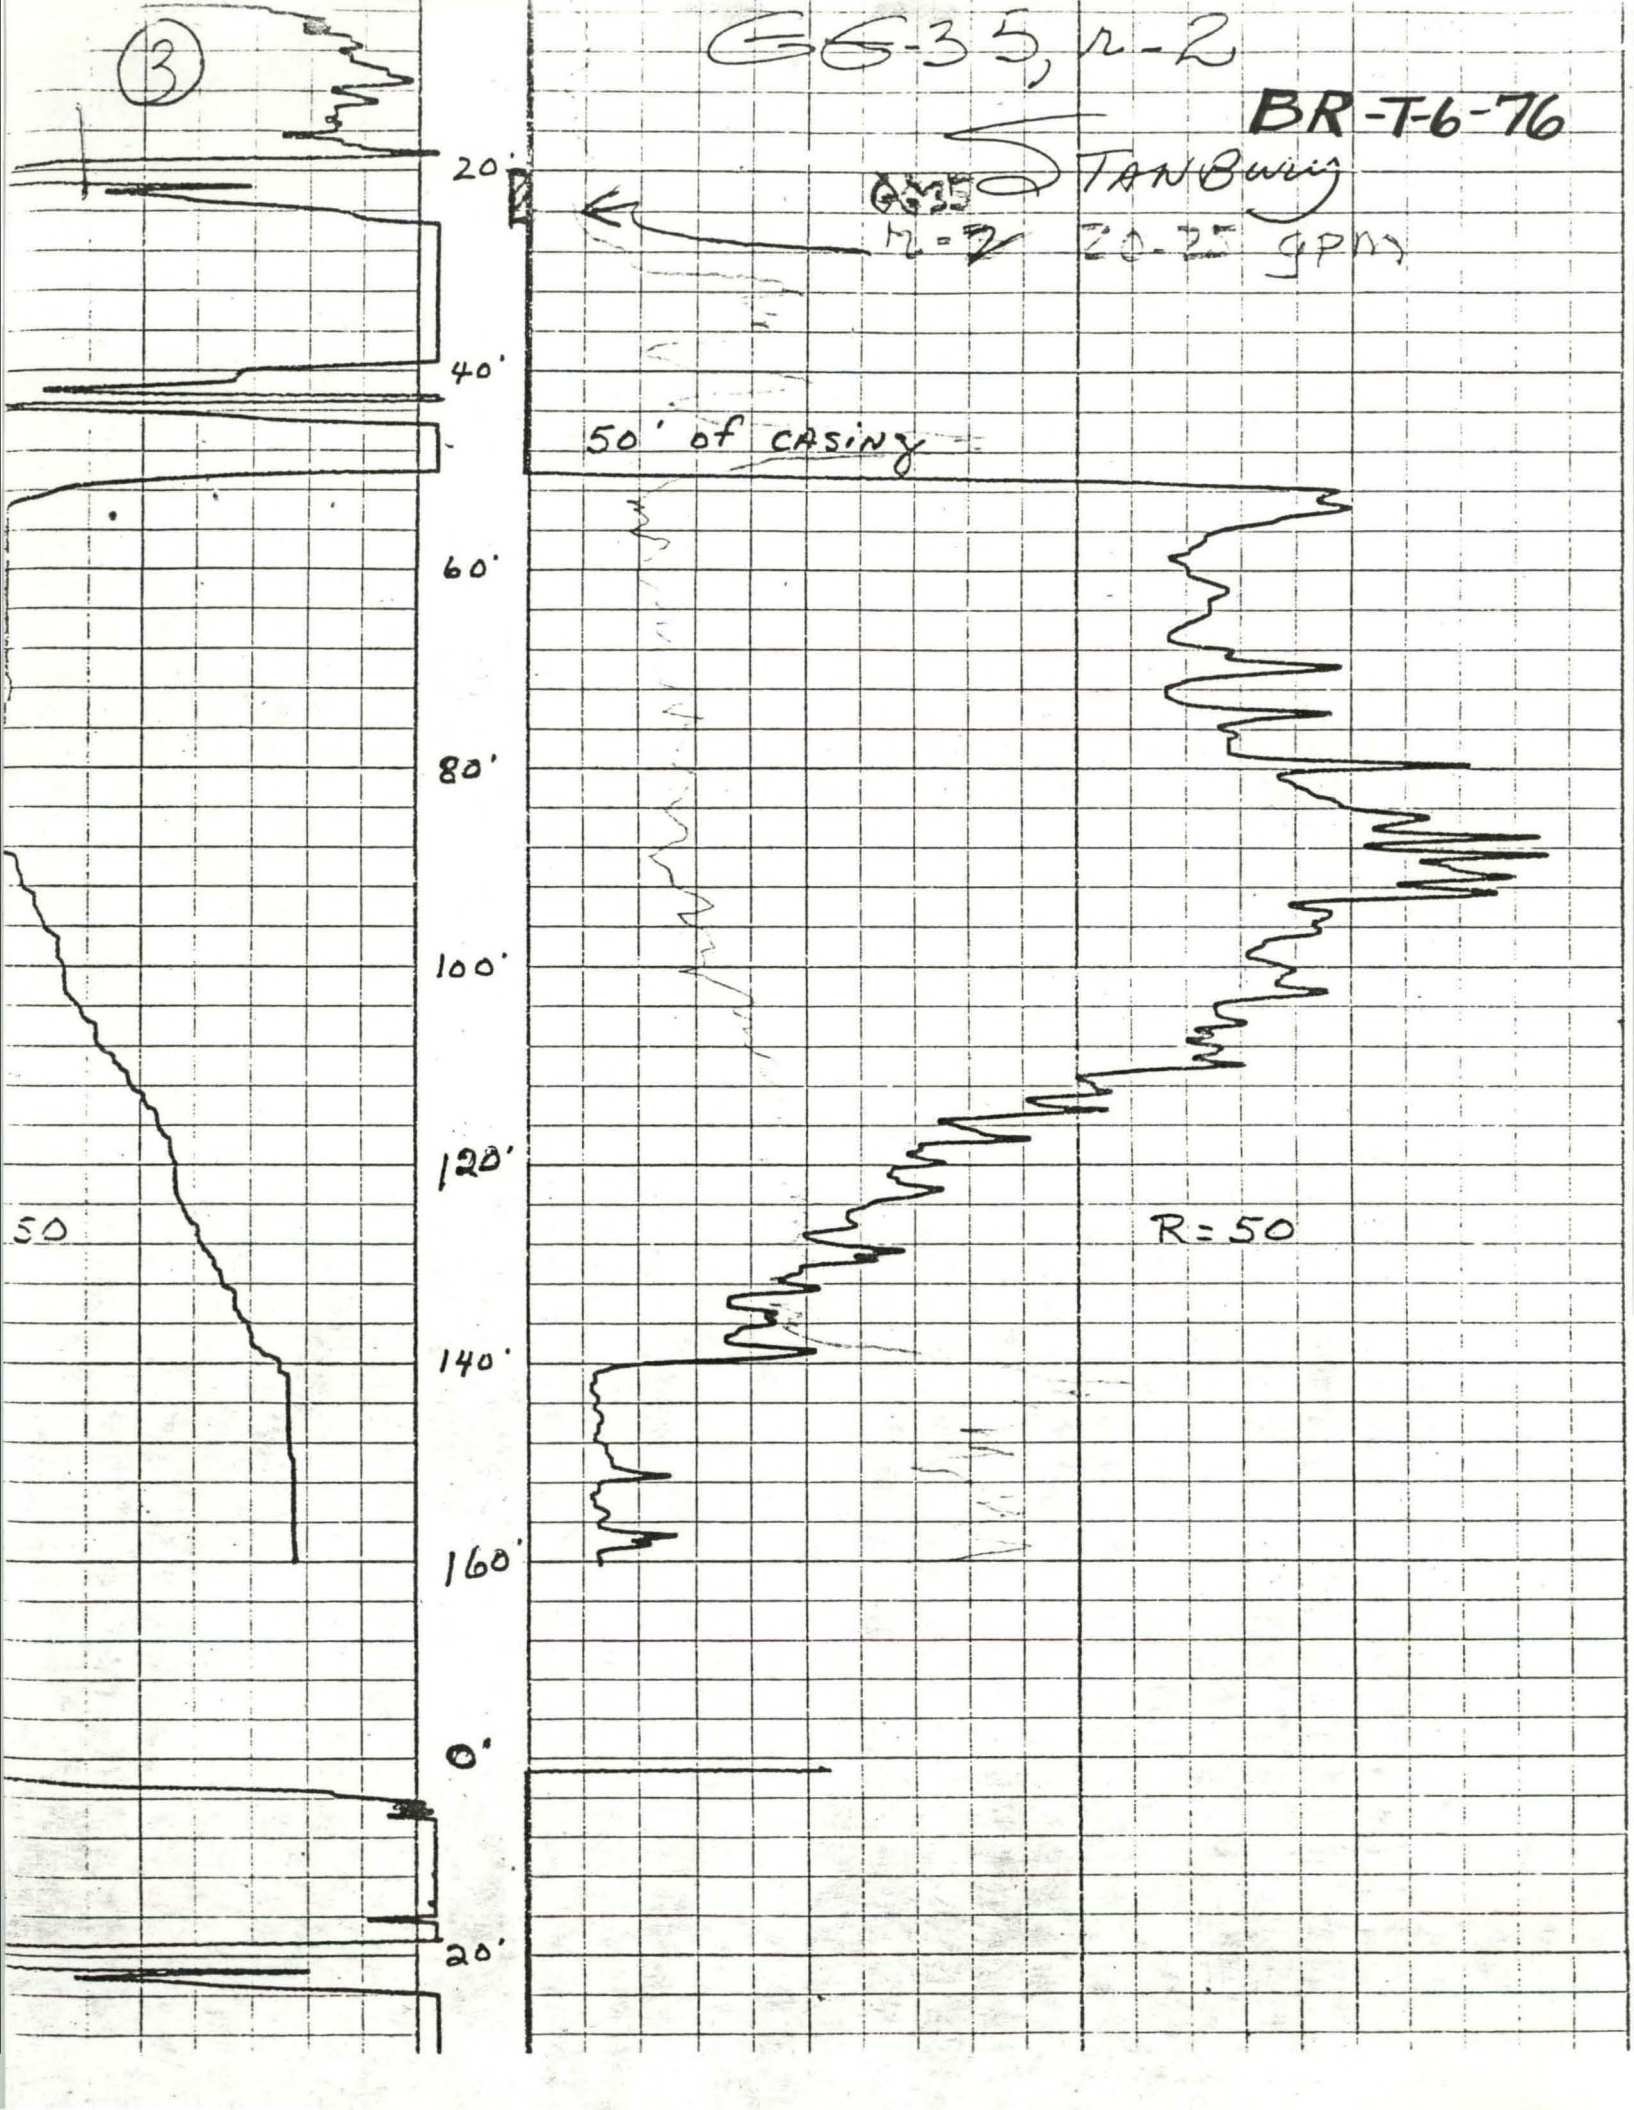 3
GG-35, r-2
BR-T-6-76
20'
STANBury
GG35
r=2 20-25 gpm
40'
50' of CASiNg
60'
80'
100'
120'
50
R=50
140'
160'
0'
20'